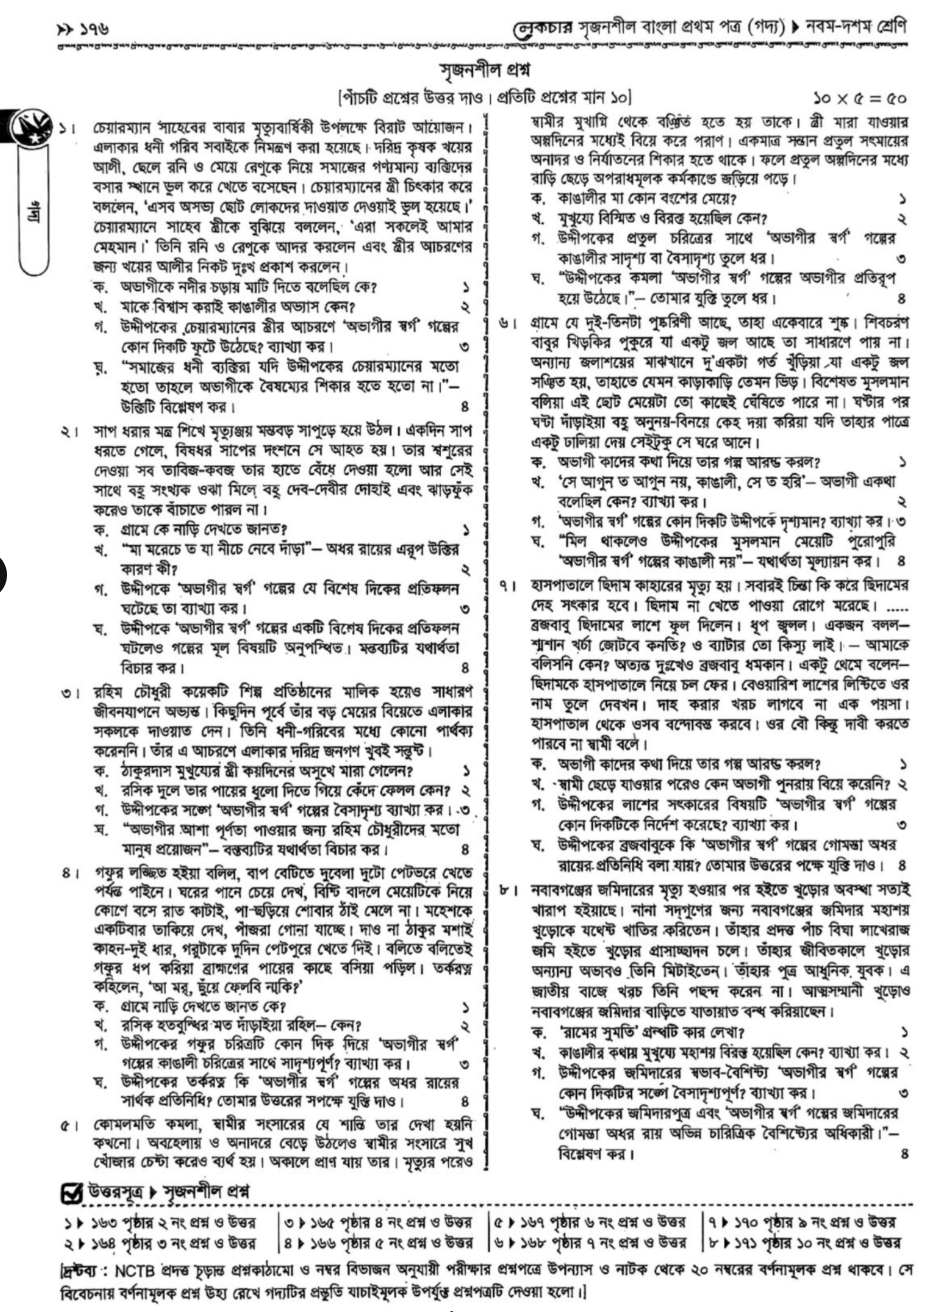 ১৭৬
লেকচার সৃজনশীল বাংলা প্রথম পত্র (গদ্য) নবম-দশম শ্রেণি
সৃজনশীল প্রশ্ন
[পাঁচটি প্রশ্নের উত্তর দাও। প্রতিটি প্রশ্নের মান ১০] ১০ × ৫ = ৫০
গদ্য
১। চেয়ারম্যান সাহেবের বাবার মৃত্যুবার্ষিকী উপলক্ষে বিরাট আয়োজন।
এলাকার ধনী গরিব সবাইকে নিমন্ত্রণ করা হয়েছে। দরিদ্র কৃষক খয়ের
আলী, ছেলে রনি ও মেয়ে রেণুকে নিয়ে সমাজের গণ্যমান্য ব্যক্তিদের
বসার স্থানে ভুল করে খেতে বসেছেন। চেয়ারম্যানের স্ত্রী চিৎকার করে
বললেন, ‘এসব অসভ্য ছোট লোকদের দাওয়াত দেওয়াই ভুল হয়েছে।’
চেয়ারম্যানে সাহেব স্ত্রীকে বুঝিয়ে বললেন, ‘এরা সকলেই আমার
মেহমান।’ তিনি রনি ও রেণুকে আদর করলেন এবং স্ত্রীর আচরণের
জন্য খয়ের আলীর নিকট দুঃখ প্রকাশ করলেন।
ক. অভাগীকে নদীর চড়ায় মাটি দিতে বলেছিল কে? ১
খ. মাকে বিশ্বাস করাই কাঙালীর অভ্যাস কেন? ২
গ. উদ্দীপকের চেয়ারম্যানের স্ত্রীর আচরণে ‘অভাগীর স্বর্গ’ গল্পের
কোন দিকটি ফুটে উঠেছে? ব্যাখ্যা কর। ৩
ঘ. “সমাজের ধনী ব্যক্তিরা যদি উদ্দীপকের চেয়ারম্যানের মতো
হতো তাহলে অভাগীকে বৈষম্যের শিকার হতে হতো না।”—
উক্তিটি বিশ্লেষণ কর। ৪
২। সাপ ধরার মন্ত্র শিখে মৃত্যুঞ্জয় মস্তবড় সাপুড়ে হয়ে উঠল। একদিন সাপ
ধরতে গেলে, বিষধর সাপের দংশনে সে আহত হয়। তার শ্বশুরের
দেওয়া সব তাবিজ-কবজ তার হাতে বেঁধে দেওয়া হলো আর সেই
সাথে বহু সংখ্যক ওঝা মিলে বহু দেব-দেবীর দোহাই এবং ঝাড়ফুঁক
করেও তাকে বাঁচাতে পারল না।
ক. গ্রামে কে নাড়ি দেখতে জানত? ১
খ. “মা মরেচে ত যা নীচে নেবে দাঁড়া”— অধর রায়ের এরূপ উক্তির
কারণ কী? ২
গ. উদ্দীপকে ‘অভাগীর স্বর্গ’ গল্পের যে বিশেষ দিকের প্রতিফলন
ঘটেছে তা ব্যাখ্যা কর। ৩
ঘ. উদ্দীপকে ‘অভাগীর স্বর্গ’ গল্পের একটি বিশেষ দিকের প্রতিফলন
ঘটলেও গল্পের মূল বিষয়টি অনুপস্থিত। মন্তব্যটির যথার্থতা
বিচার কর। ৪
৩। রহিম চৌধুরী কয়েকটি শিল্প প্রতিষ্ঠানের মালিক হয়েও সাধারণ
জীবনযাপনে অভ্যস্ত। কিছুদিন পূর্বে তাঁর বড় মেয়ের বিয়েতে এলাকার
সকলকে দাওয়াত দেন। তিনি ধনী-গরিবের মধ্যে কোনো পার্থক্য
করেননি। তাঁর এ আচরণে এলাকার দরিদ্র জনগণ খুবই সন্তুষ্ট।
ক. ঠাকুরদাস মুখুয্যের স্ত্রী কয়দিনের অসুখে মারা গেলেন? ১
খ. রসিক দুলে তার পায়ের ধুলো দিতে গিয়ে কেঁদে ফেলল কেন? ২
গ. উদ্দীপকের সঙ্গে ‘অভাগীর স্বর্গ’ গল্পের বৈসাদৃশ্য ব্যাখ্যা কর। ৩
ঘ. “অভাগীর আশা পূর্ণতা পাওয়ার জন্য রহিম চৌধুরীদের মতো
মানুষ প্রয়োজন”— বক্তব্যটির যথার্থতা বিচার কর। ৪
৪। গফুর লজ্জিত হইয়া বলিল, বাপ বেটিতে দুবেলা দুটো পেটভরে খেতে
পর্যন্ত পাইনে। ঘরের পানে চেয়ে দেখ, বিষ্টি বাদলে মেয়েটিকে নিয়ে
কোণে বসে রাত কাটাই, পা-ছড়িয়ে শোবার ঠাঁই মেলে না। মহেশকে
একটিবার তাকিয়ে দেখ, পাঁজরা গোনা যাচ্ছে। দাও না ঠাকুর মশাই
কাহন-দুই ধার, গরুটাকে দুদিন পেটপুরে খেতে দিই। বলিতে বলিতেই
গফুর ধপ করিয়া ব্রাহ্মণের পায়ের কাছে বসিয়া পড়িল। তর্করত্ন
কহিলেন, ‘আ মর্, ছুঁয়ে ফেলবি নাকি?’
ক. গ্রামে নাড়ি দেখতে জানত কে? ১
খ. রসিক হতবুদ্ধির মত দাঁড়াইয়া রহিল— কেন? ২
গ. উদ্দীপকের গফুর চরিত্রটি কোন দিক দিয়ে ‘অভাগীর স্বর্গ’
গল্পের কাঙালী চরিত্রের সাথে সাদৃশ্যপূর্ণ? ব্যাখ্যা কর। ৩
ঘ. উদ্দীপকের তর্করত্ন কি ‘অভাগীর স্বর্গ’ গল্পের অধর রায়ের
সার্থক প্রতিনিধি? তোমার উত্তরের সপক্ষে যুক্তি দাও। ৪
৫। কোমলমতি কমলা, স্বামীর সংসারের যে শান্তি তার দেখা হয়নি
কখনো। অবহেলায় ও অনাদরে বেড়ে উঠলেও স্বামীর সংসারে সুখ
খোঁজার চেষ্টা করেও ব্যর্থ হয়। অকালে প্রাণ যায় তার। মৃত্যুর পরেও
স্বামীর মুখাগ্নি থেকে বঞ্চিত হতে হয় তাকে। স্ত্রী মারা যাওয়ার
অল্পদিনের মধ্যেই বিয়ে করে পরাণ। একমাত্র সন্তান প্রতুল সৎমায়ের
অনাদর ও নির্যাতনের শিকার হতে থাকে। ফলে প্রতুল অল্পদিনের মধ্যে
বাড়ি ছেড়ে অপরাধমূলক কর্মকাণ্ডে জড়িয়ে পড়ে।
ক. কাঙালীর মা কোন বংশের মেয়ে? ১
খ. মুখুয্যে বিস্মিত ও বিরক্ত হয়েছিল কেন? ২
গ. উদ্দীপকের প্রতুল চরিত্রের সাথে ‘অভাগীর স্বর্গ’ গল্পের
কাঙালীর সাদৃশ্য বা বৈসাদৃশ্য তুলে ধর। ৩
ঘ. “উদ্দীপকের কমলা ‘অভাগীর স্বর্গ’ গল্পের অভাগীর প্রতিরূপ
হয়ে উঠেছে।”— তোমার যুক্তি তুলে ধর। ৪
৬। গ্রামে যে দুই-তিনটা পুষ্করিণী আছে, তাহা একেবারে শুষ্ক। শিবচরণ
বাবুর খিড়কির পুকুরে যা একটু জল আছে তা সাধারণে পায় না।
অন্যান্য জলাশয়ের মাঝখানে দু’একটা গর্ত খুঁড়িয়া যা একটু জল
সঞ্চিত হয়, তাহাতে যেমন কাড়াকাড়ি তেমন ভিড়। বিশেষত মুসলমান
বলিয়া এই ছোট মেয়েটা তো কাছেই ঘেঁষিতে পারে না। ঘণ্টার পর
ঘণ্টা দাঁড়াইয়া বহু অনুনয়-বিনয়ে কেহ দয়া করিয়া যদি তাহার পাত্রে
একটু ঢালিয়া দেয় সেইটুকু সে ঘরে আনে।
ক. অভাগী কাদের কথা দিয়ে তার গল্প আরম্ভ করল? ১
খ. ‘সে আগুন ত আগুন নয়, কাঙালী, সে ত হরি’— অভাগী একথা
বলেছিল কেন? ব্যাখ্যা কর। ২
গ. ‘অভাগীর স্বর্গ’ গল্পের কোন দিকটি উদ্দীপকে দৃশ্যমান? ব্যাখ্যা কর। ৩
ঘ. “মিল থাকলেও উদ্দীপকের মুসলমান মেয়েটি পুরোপুরি
‘অভাগীর স্বর্গ’ গল্পের কাঙালী নয়”— যথার্থতা মূল্যায়ন কর। ৪
৭। হাসপাতালে ছিদাম কাহারের মৃত্যু হয়। সবারই চিন্তা কি করে ছিদামের
দেহ সৎকার হবে। ছিদাম না খেতে পাওয়া রোগে মরেছে। .....
ব্রজবাবু ছিদামের লাশে ফুল দিলেন। ধূপ জ্বলল। একজন বলল—
শ্মশান খর্চা জোটবে কনতি? ও ব্যাটার তো কিস্যু লাই। — আমাকে
বলিসনি কেন? অত্যন্ত দুঃখেও ব্রজবাবু ধমকান। একটু থেমে বলেন—
ছিদামকে হাসপাতালে নিয়ে চল ফের। বেওয়ারিশ লাশের লিস্টিতে ওর
নাম তুলে দেবখন। দাহ করার খরচ লাগবে না এক পয়সা।
হাসপাতাল থেকে ওসব বন্দোবস্ত করবে। ওর বৌ কিন্তু দাবী করতে
পারবে না স্বামী বলে।
ক. অভাগী কাদের কথা দিয়ে তার গল্প আরম্ভ করল? ১
খ. স্বামী ছেড়ে যাওয়ার পরেও কেন অভাগী পুনরায় বিয়ে করেনি? ২
গ. উদ্দীপকের লাশের সৎকারের বিষয়টি ‘অভাগীর স্বর্গ’ গল্পের
কোন দিকটিকে নির্দেশ করেছে? ব্যাখ্যা কর। ৩
ঘ. উদ্দীপকের ব্রজবাবুকে কি ‘অভাগীর স্বর্গ’ গল্পের গোমস্তা অধর
রায়ের প্রতিনিধি বলা যায়? তোমার উত্তরের পক্ষে যুক্তি দাও। ৪
৮। নবাবগঞ্জের জমিদারের মৃত্যু হওয়ার পর হইতে খুড়োর অবস্থা সত্যই
খারাপ হইয়াছে। নানা সদ্‌গুণের জন্য নবাবগঞ্জের জমিদার মহাশয়
খুড়োকে যথেষ্ট খাতির করিতেন। তাঁহার প্রদত্ত পাঁচ বিঘা লাখেরাজ
জমি হইতে খুড়োর গ্রাসাচ্ছাদন চলে। তাঁহার জীবিতকালে খুড়োর
অন্যান্য অভাবও তিনি মিটাইতেন। তাঁহার পুত্র আধুনিক যুবক। এ
জাতীয় বাজে খরচ তিনি পছন্দ করেন না। আত্মসম্মানী খুড়োও
নবাবগঞ্জের জমিদার বাড়িতে যাতায়াত বন্ধ করিয়াছেন।
ক. ‘রামের সুমতি’ গ্রন্থটি কার লেখা? ১
খ. কাঙালীর কথায় মুখুয্যে মহাশয় বিরক্ত হয়েছিল কেন? ব্যাখ্যা কর। ২
গ. উদ্দীপকের জমিদারের স্বভাব-বৈশিষ্ট্য ‘অভাগীর স্বর্গ’ গল্পের
কোন দিকটির সঙ্গে বৈসাদৃশ্যপূর্ণ? ব্যাখ্যা কর। ৩
ঘ. “উদ্দীপকের জমিদারপুত্র এবং ‘অভাগীর স্বর্গ’ গল্পের জমিদারের
গোমস্তা অধর রায় অভিন্ন চারিত্রিক বৈশিষ্ট্যের অধিকারী।”—
বিশ্লেষণ কর। ৪
উত্তরসূত্র সৃজনশীল প্রশ্ন
১ ১৬৩ পৃষ্ঠার ২ নং প্রশ্ন ও উত্তর ৩ ১৬৫ পৃষ্ঠার ৪ নং প্রশ্ন ও উত্তর ৫ ১৬৭ পৃষ্ঠার ৬ নং প্রশ্ন ও উত্তর ৭ ১৭০ পৃষ্ঠার ৯ নং প্রশ্ন ও উত্তর
২ ১৬৪ পৃষ্ঠার ৩ নং প্রশ্ন ও উত্তর ৪ ১৬৬ পৃষ্ঠার ৫ নং প্রশ্ন ও উত্তর ৬ ১৬৮ পৃষ্ঠার ৭ নং প্রশ্ন ও উত্তর ৮ ১৭১ পৃষ্ঠার ১০ নং প্রশ্ন ও উত্তর
[দ্রষ্টব্য : NCTB প্রদত্ত চূড়ান্ত প্রশ্নকাঠামো ও নম্বর বিভাজন অনুযায়ী পরীক্ষার প্রশ্নপত্রে উপন্যাস ও নাটক থেকে ২০ নম্বরের বর্ণনামূলক প্রশ্ন থাকবে। সে
বিবেচনায় বর্ণনামূলক প্রশ্ন উহ্য রেখে গদ্যটির প্রস্তুতি যাচাইমূলক উপর্যুক্ত প্রশ্নপত্রটি দেওয়া হলো।]